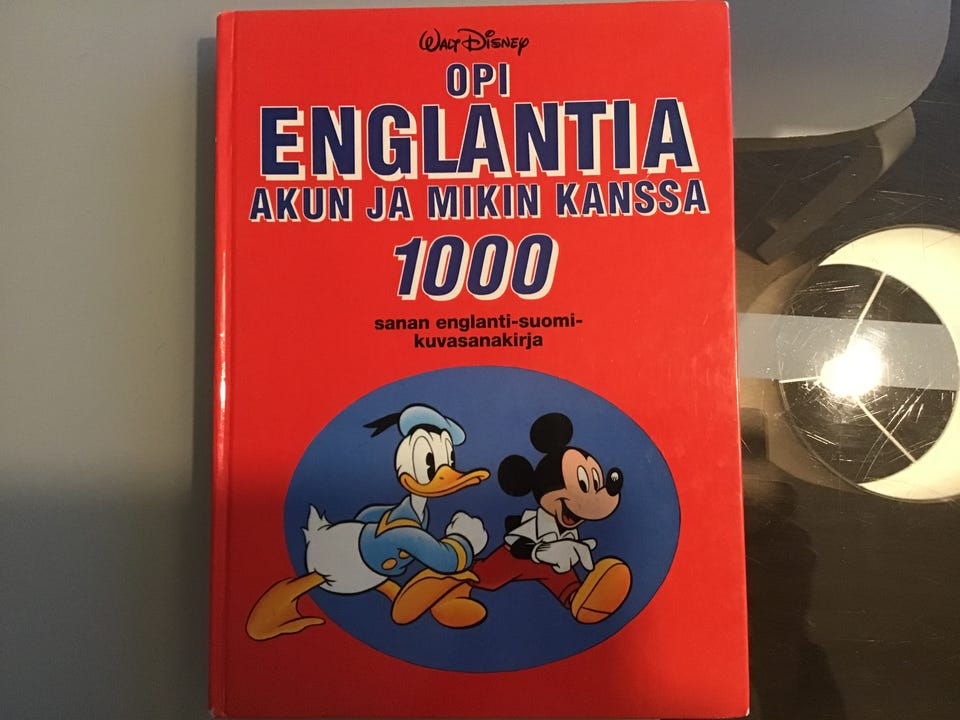 Walt Disney
OPI
ENGLANTIA
AKUN JA MIKIN KANSSA
1000
sanan englanti-suomi-
kuvasanakirja